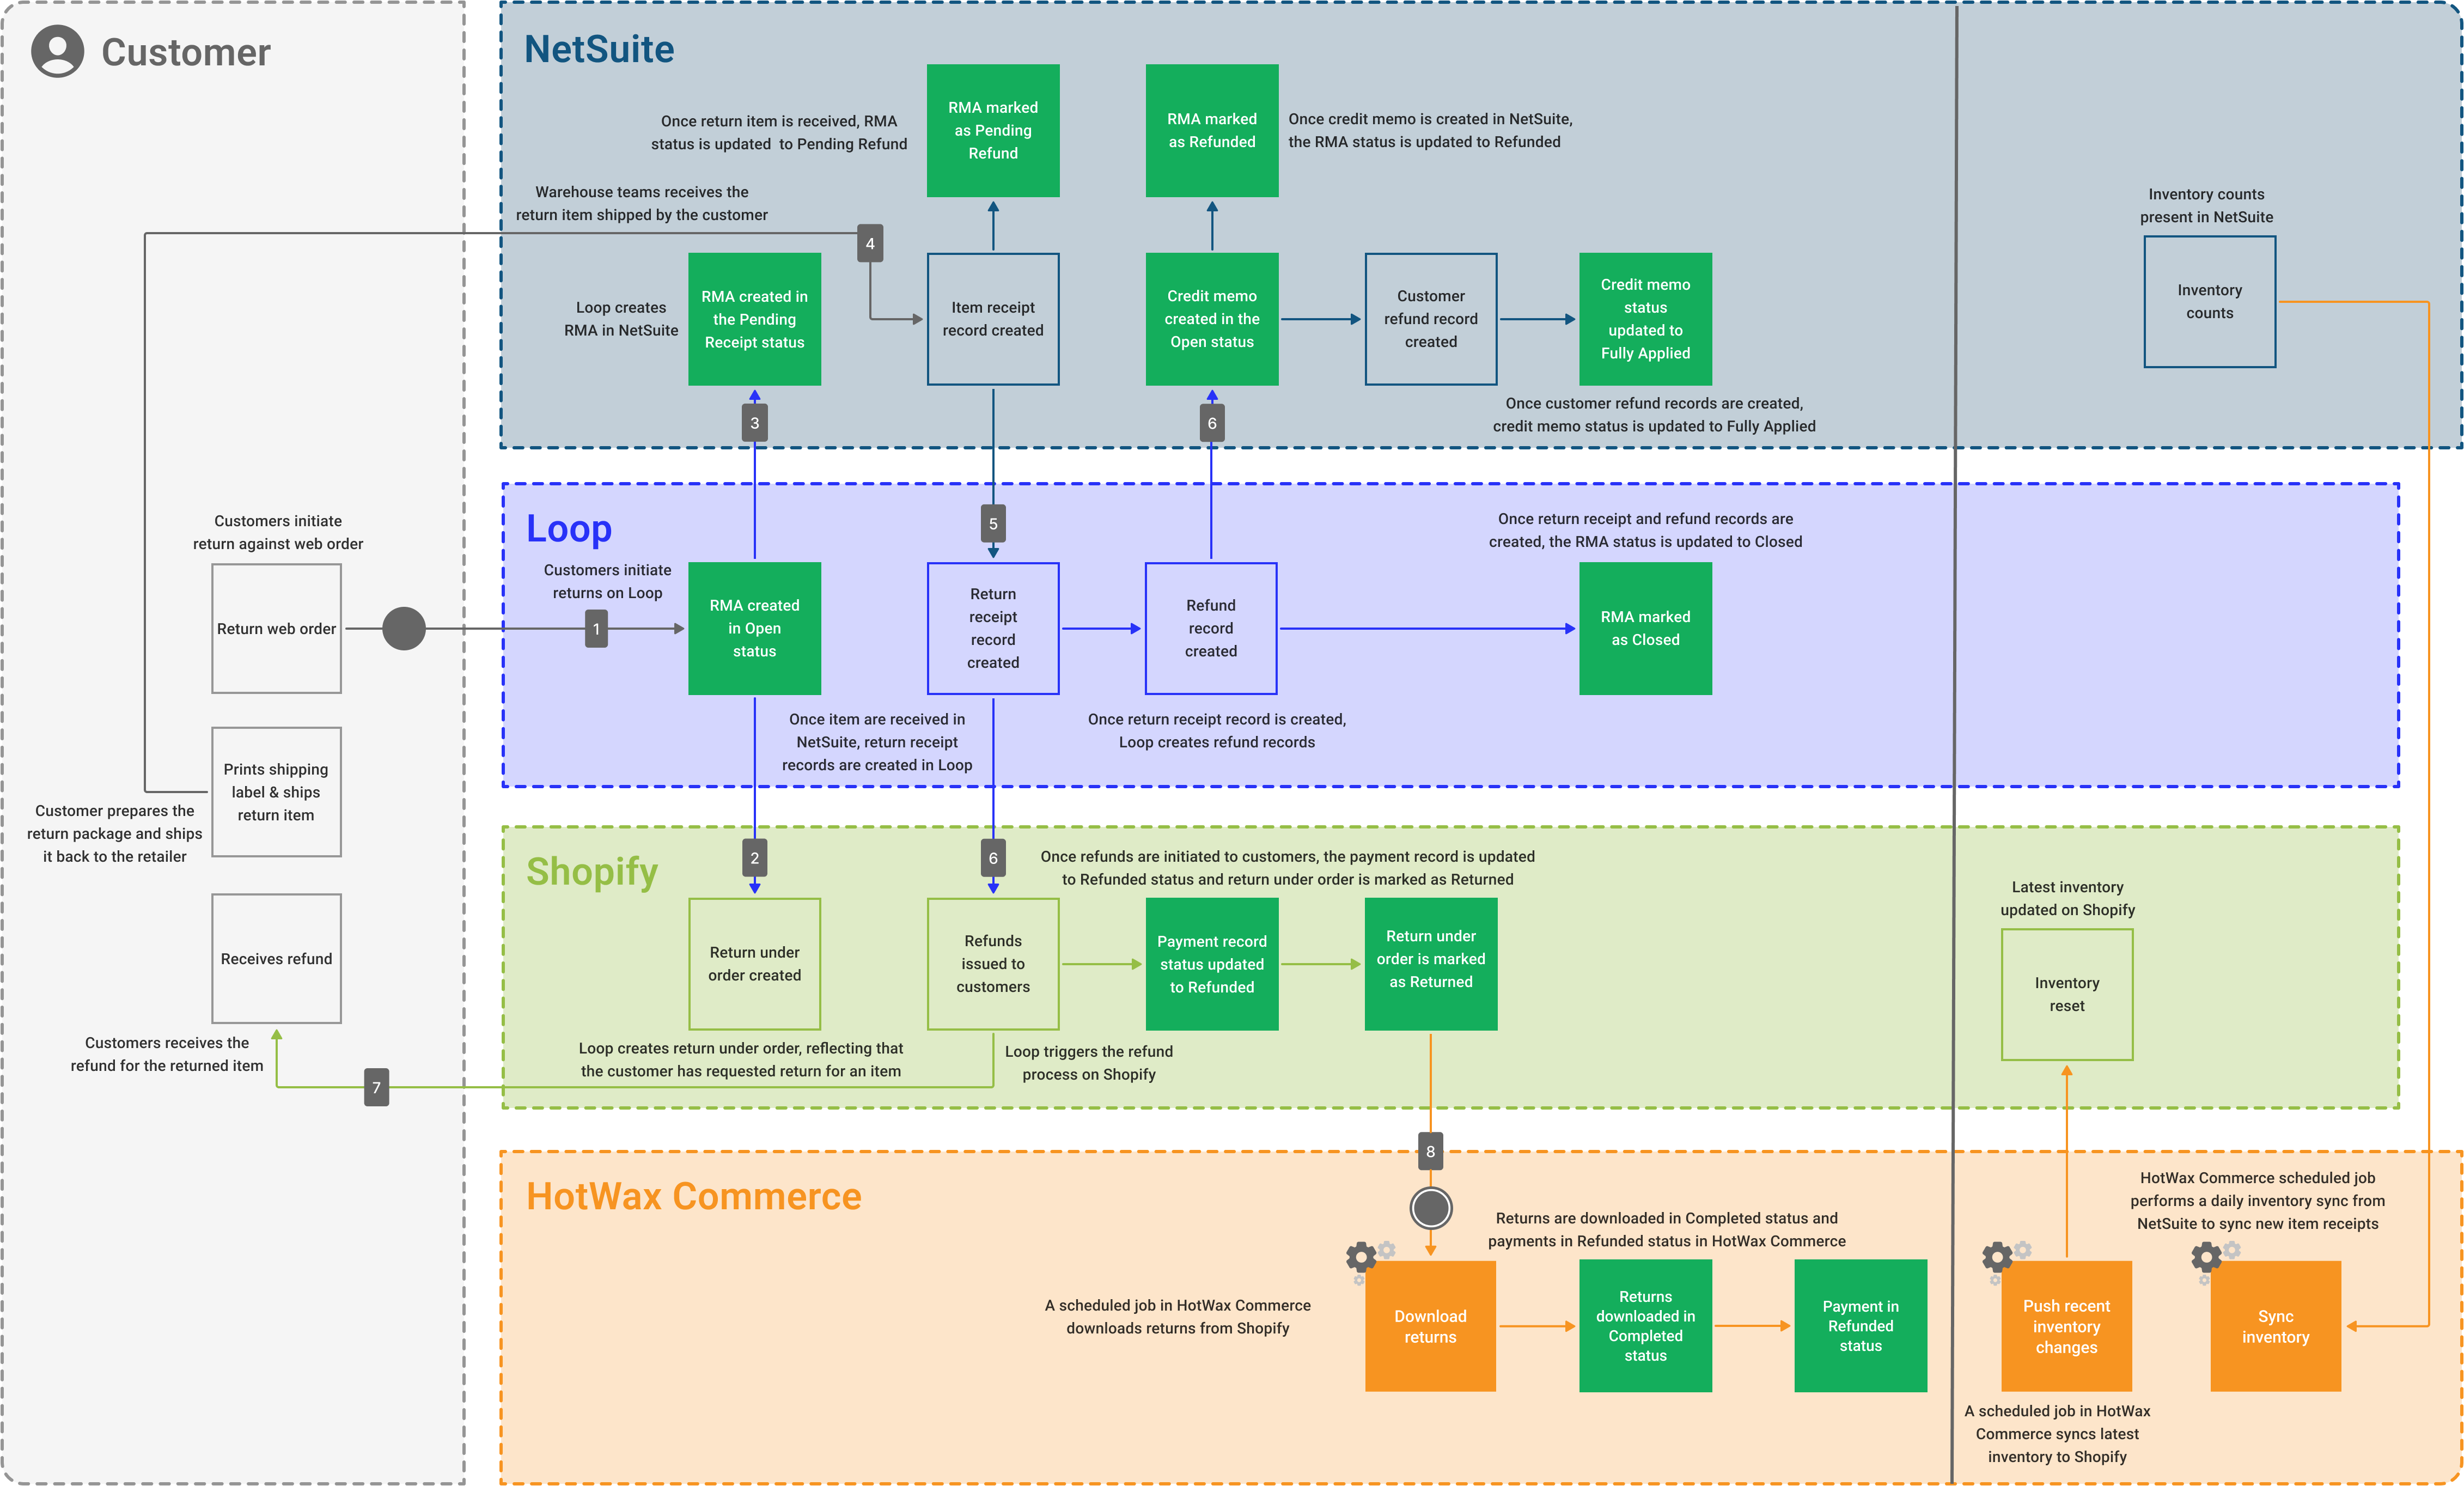 Customer
Customers initiate
return against web order
Return web order
Prints shipping
label & ships
return item
Customer prepares the
return package and ships
it back to the retailer
Receives refund
Customers receives the
refund for the returned item
7
NetSuite
Once return item is received, RMA
status is updated to Pending Refund
RMA marked
as Pending
Refund
RMA marked
as Refunded
Once credit memo is created in NetSuite,
the RMA status is updated to Refunded
Warehouse teams receives the
return item shipped by the customer
4
Loop creates
RMA in NetSuite
RMA created in
the Pending
Receipt status
Item receipt
record created
Credit memo
created in the
Open status
Customer
refund record
created
Credit memo
status
updated to
Fully Applied
3
6
Once customer refund records are created,
credit memo status is updated to Fully Applied
Inventory counts
present in NetSuite
Inventory
counts
Loop
5
Customers initiate
returns on Loop
1
RMA created
in Open
status
Return
receipt
record
created
Refund
record
created
Once return receipt and refund records are
created, the RMA status is updated to Closed
RMA marked
as Closed
Once item are received in
NetSuite, return receipt
records are created in Loop
Once return receipt record is created,
Loop creates refund records
Shopify
2
6
Once refunds are initiated to customers, the payment record is updated
to Refunded status and return under order is marked as Returned
Return under
order created
Refunds
issued to
customers
Payment record
status updated
to Refunded
Return under
order is marked
as Returned
Loop creates return under order, reflecting that
the customer has requested return for an item
Loop triggers the refund
process on Shopify
Latest inventory
updated on Shopify
Inventory
reset
HotWax Commerce
8
A scheduled job in HotWax Commerce
downloads returns from Shopify
Download
returns
Returns are downloaded in Completed status and
payments in Refunded status in HotWax Commerce
Returns
downloaded in
Completed
status
Payment in
Refunded
status
HotWax Commerce scheduled job
performs a daily inventory sync from
NetSuite to sync new item receipts
Push recent
inventory
changes
Sync
inventory
A scheduled job in HotWax
Commerce syncs latest
inventory to Shopify